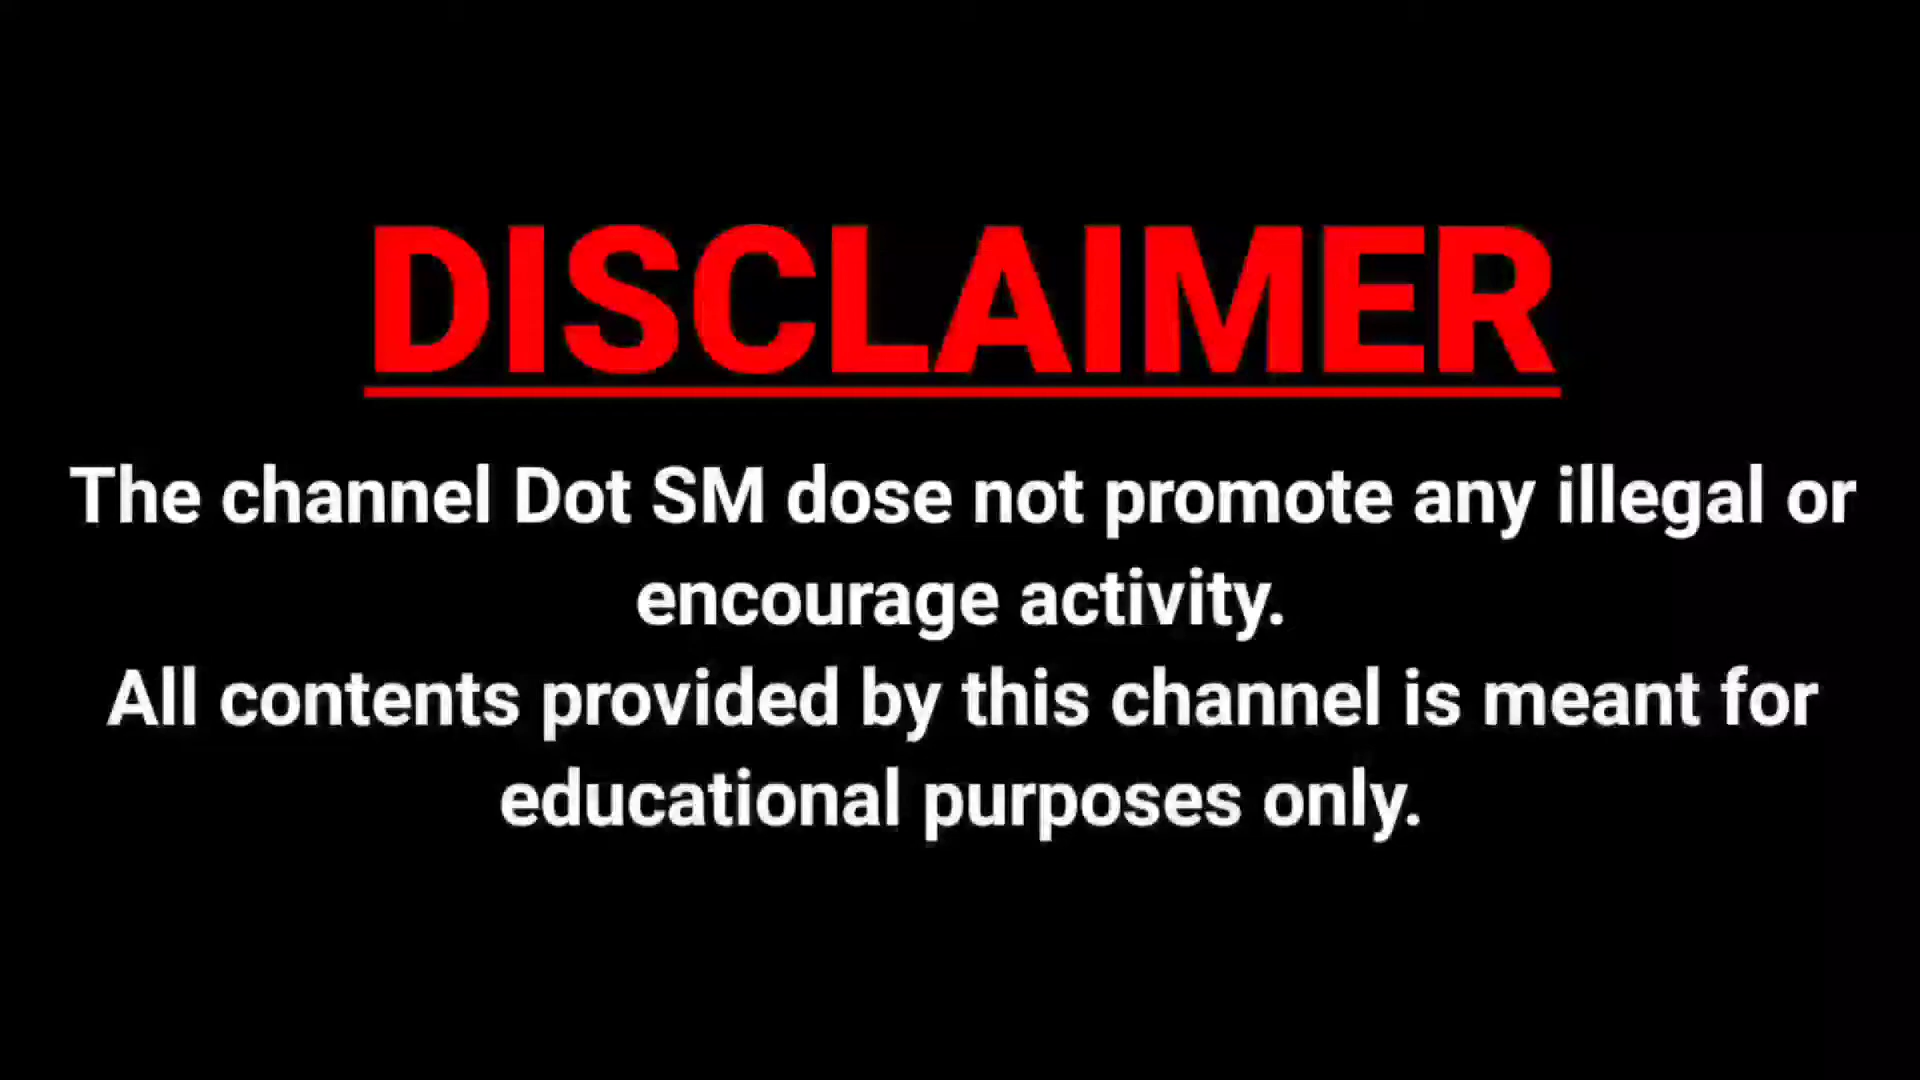 DISCLAIMER
The channel Dot SM dose not promote any illegal or
encourage activity.
All contents provided by this channel is meant for
educational purposes only.